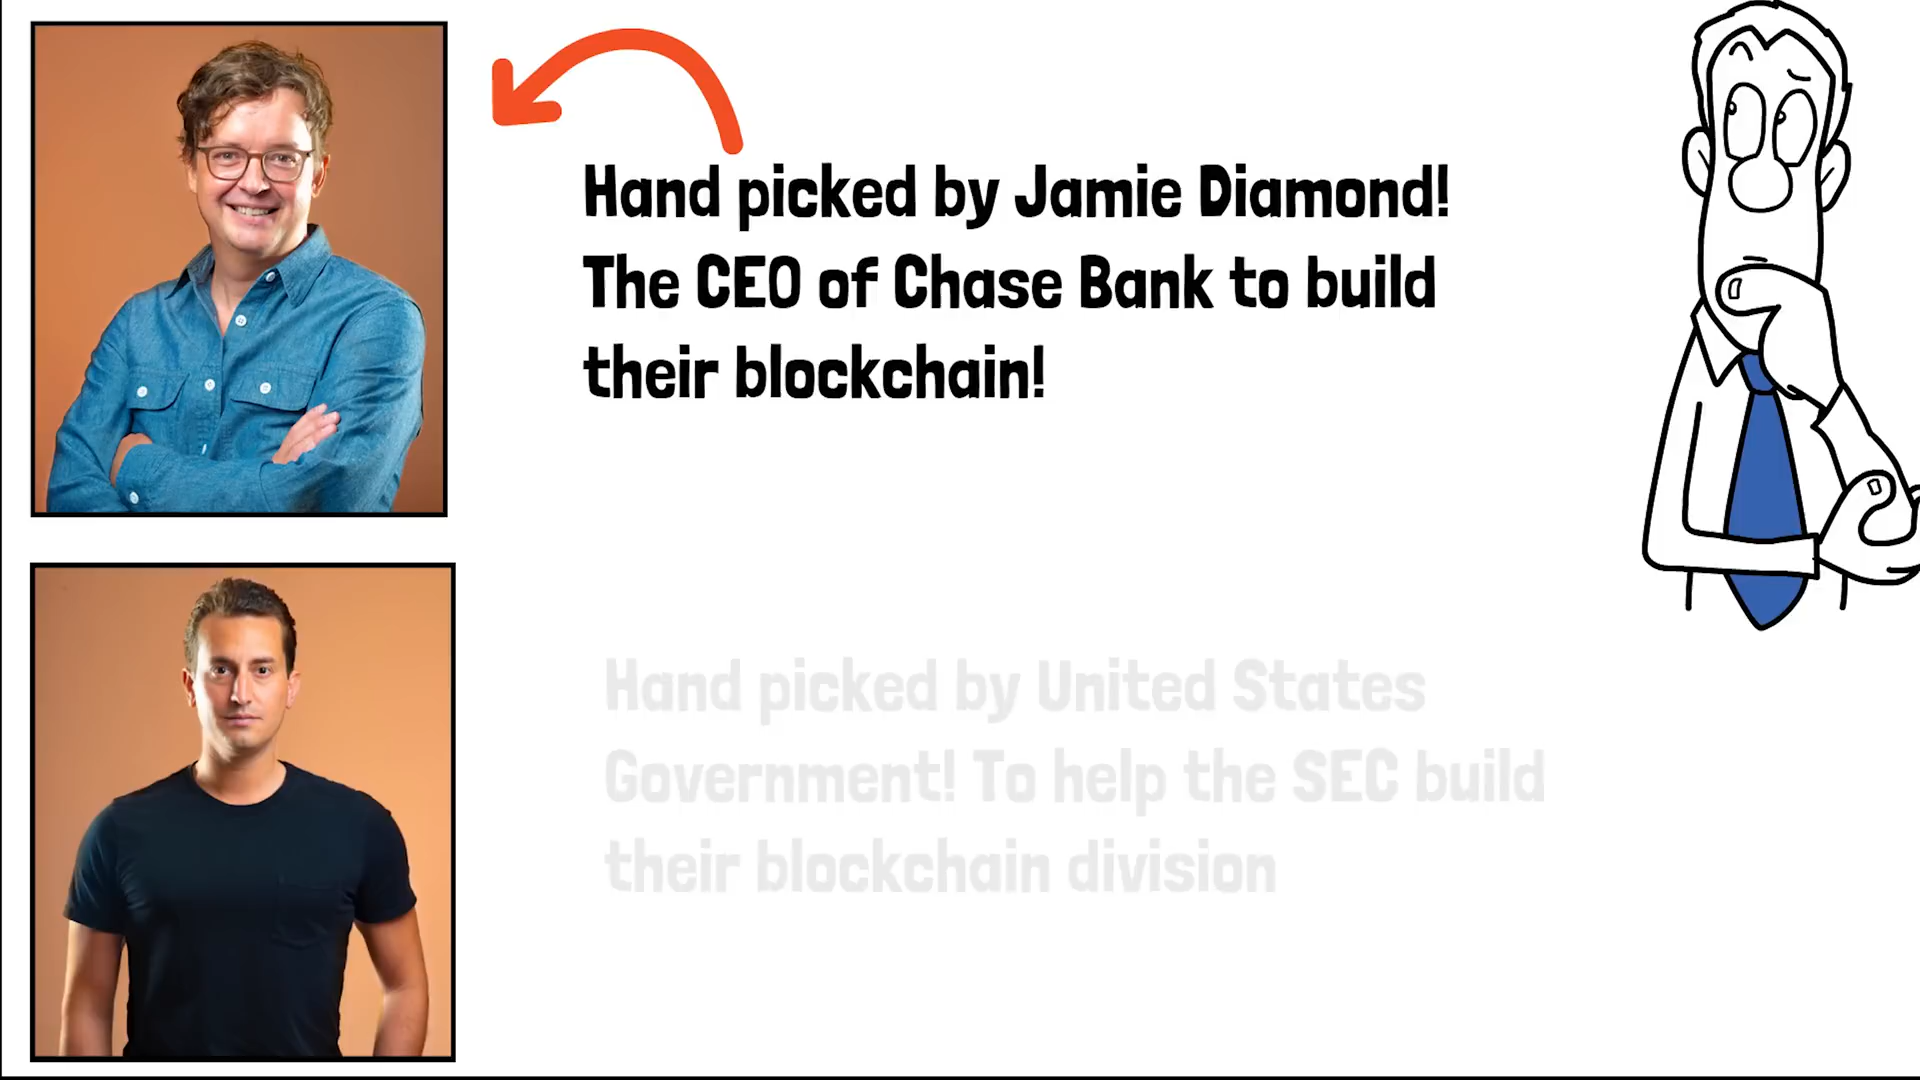 Hand picked by Jamie Diamond!
The CEO of Chase Bank to build
their blockchain!
Hand picked by United States
Government! To help the SEC build
their blockchain division